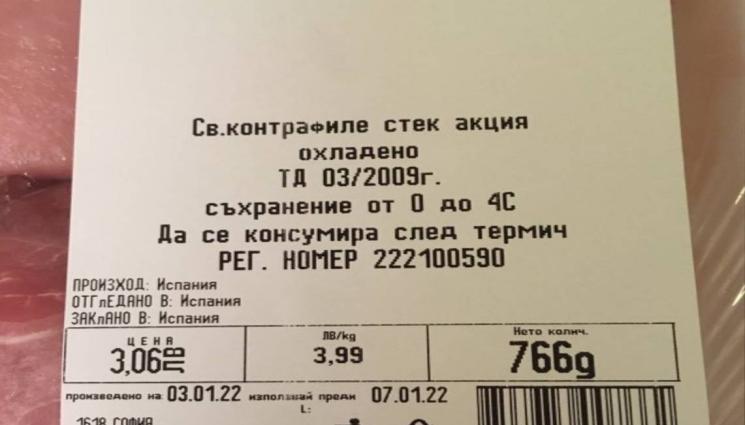 Св.контрафиле стек акция
охладено
ТД 03/2009г.
съхранение от 0 до 4С
Да се консумира след термич
РЕГ. НОМЕР 222100590
ПРОИЗХОД: Испания
ОТГлЕДАНО В: Испания
ЗАКлАНО В: Испания
ЦЕНА ЛВ/kg Нето колич.
3,06лв 3,99 766g
произведено на: 03.01.22 използвай преди 07.01.22
L:
1618 СОФИЯ